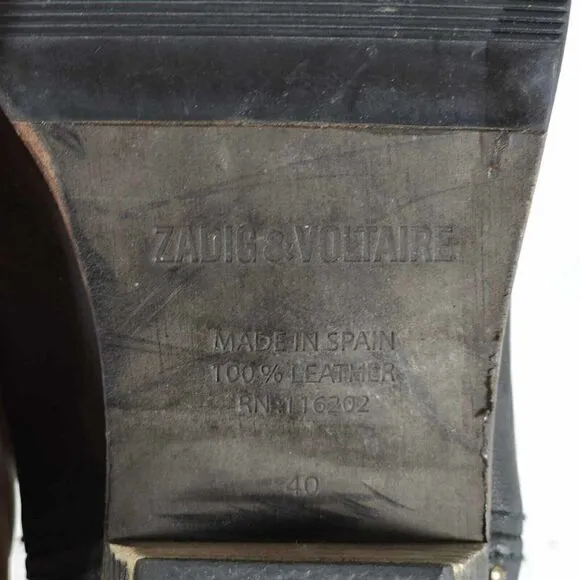 ZADIG & VOLTAIRE
MADE IN SPAIN
100% LEATHER
RN 116202
40